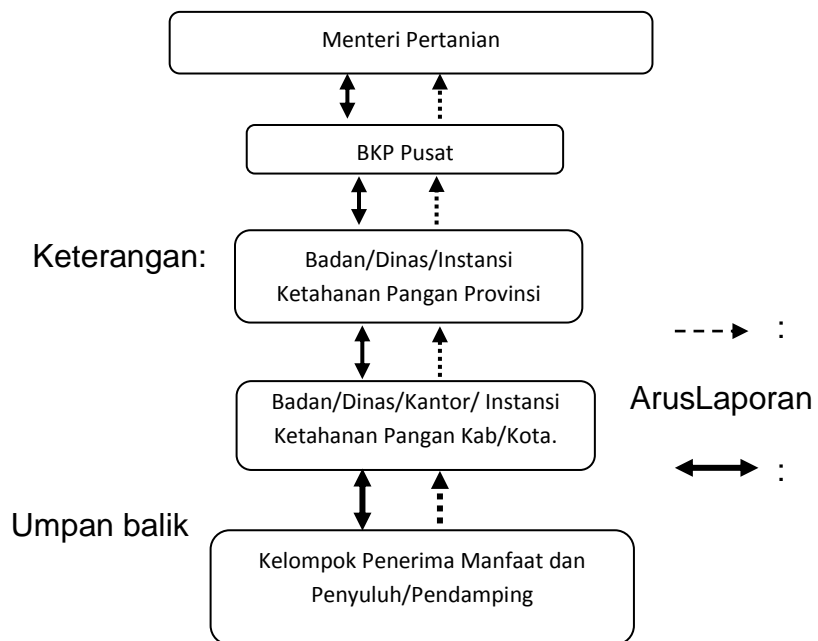 Menteri Pertanian
BKP Pusat
Keterangan:
Badan/Dinas/Instansi
Ketahanan Pangan Provinsi
:
Badan/Dinas/Kantor/ Instansi
Ketahanan Pangan Kab/Kota.
ArusLaporan
:
Umpan balik
Kelompok Penerima Manfaat dan
Penyuluh/Pendamping